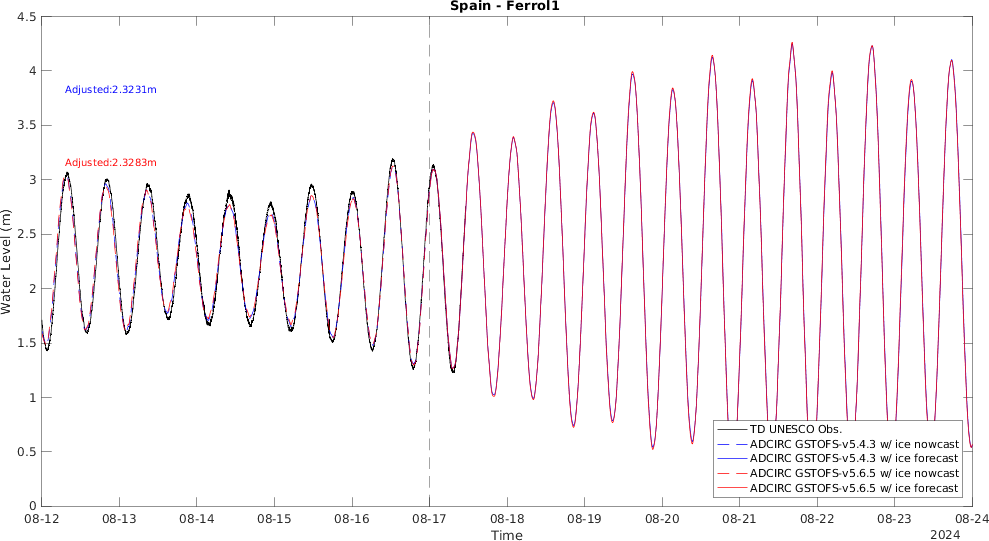 Spain - Ferrol1
Water Level (m)
4.5
4
3.5
3
2.5
2
1.5
1
0.5
0
Adjusted:2.3231m
Adjusted:2.3283m
TD UNESCO Obs.
ADCIRC GSTOFS-v5.4.3 w/ ice nowcast
ADCIRC GSTOFS-v5.4.3 w/ ice forecast
ADCIRC GSTOFS-v5.6.5 w/ ice nowcast
ADCIRC GSTOFS-v5.6.5 w/ ice forecast
08-12 08-13 08-14 08-15 08-16 08-17 08-18 08-19 08-20 08-21 08-22 08-23 08-24
Time
2024